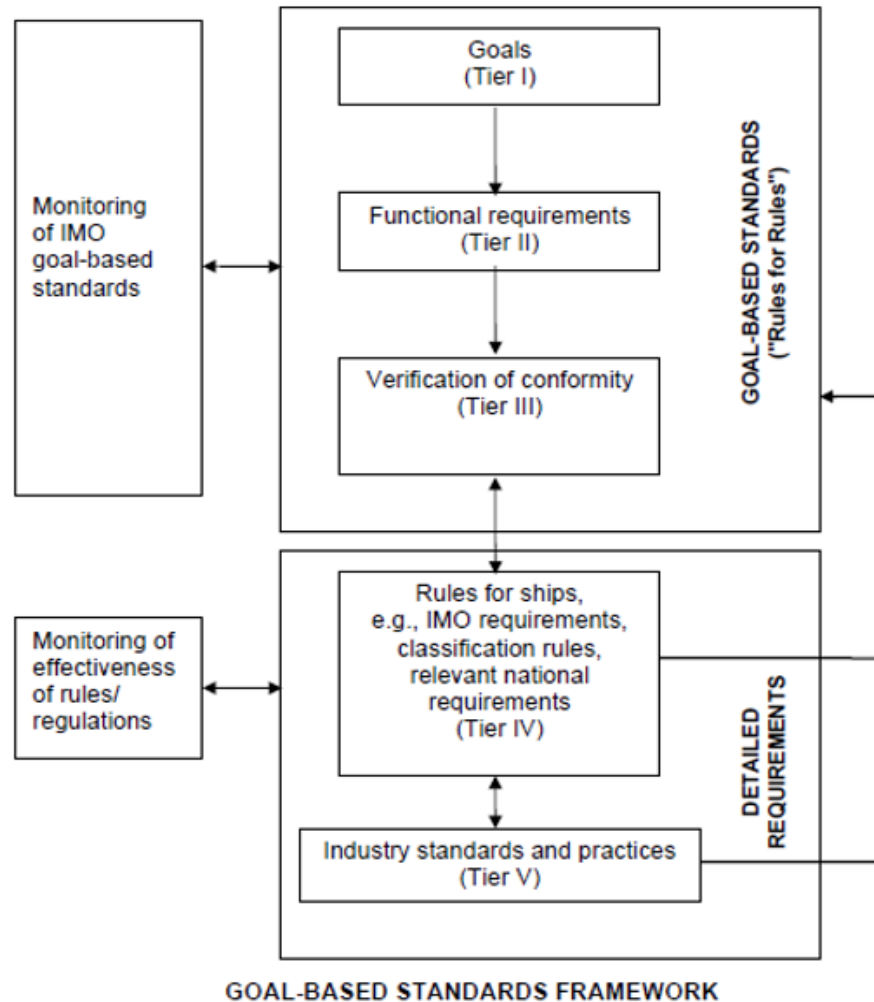 Goals
(Tier I)
Functional requirements
(Tier II)
Verification of conformity
(Tier III)
GOAL-BASED STANDARDS
("Rules for Rules")
Monitoring
of IMO
goal-based
standards
Rules for ships,
e.g., IMO requirements,
classification rules,
relevant national
requirements
(Tier IV)
Industry standards and practices
(Tier V)
DETAILED
REQUIREMENTS
Monitoring of
effectiveness
of rules/
regulations
GOAL-BASED STANDARDS FRAMEWORK